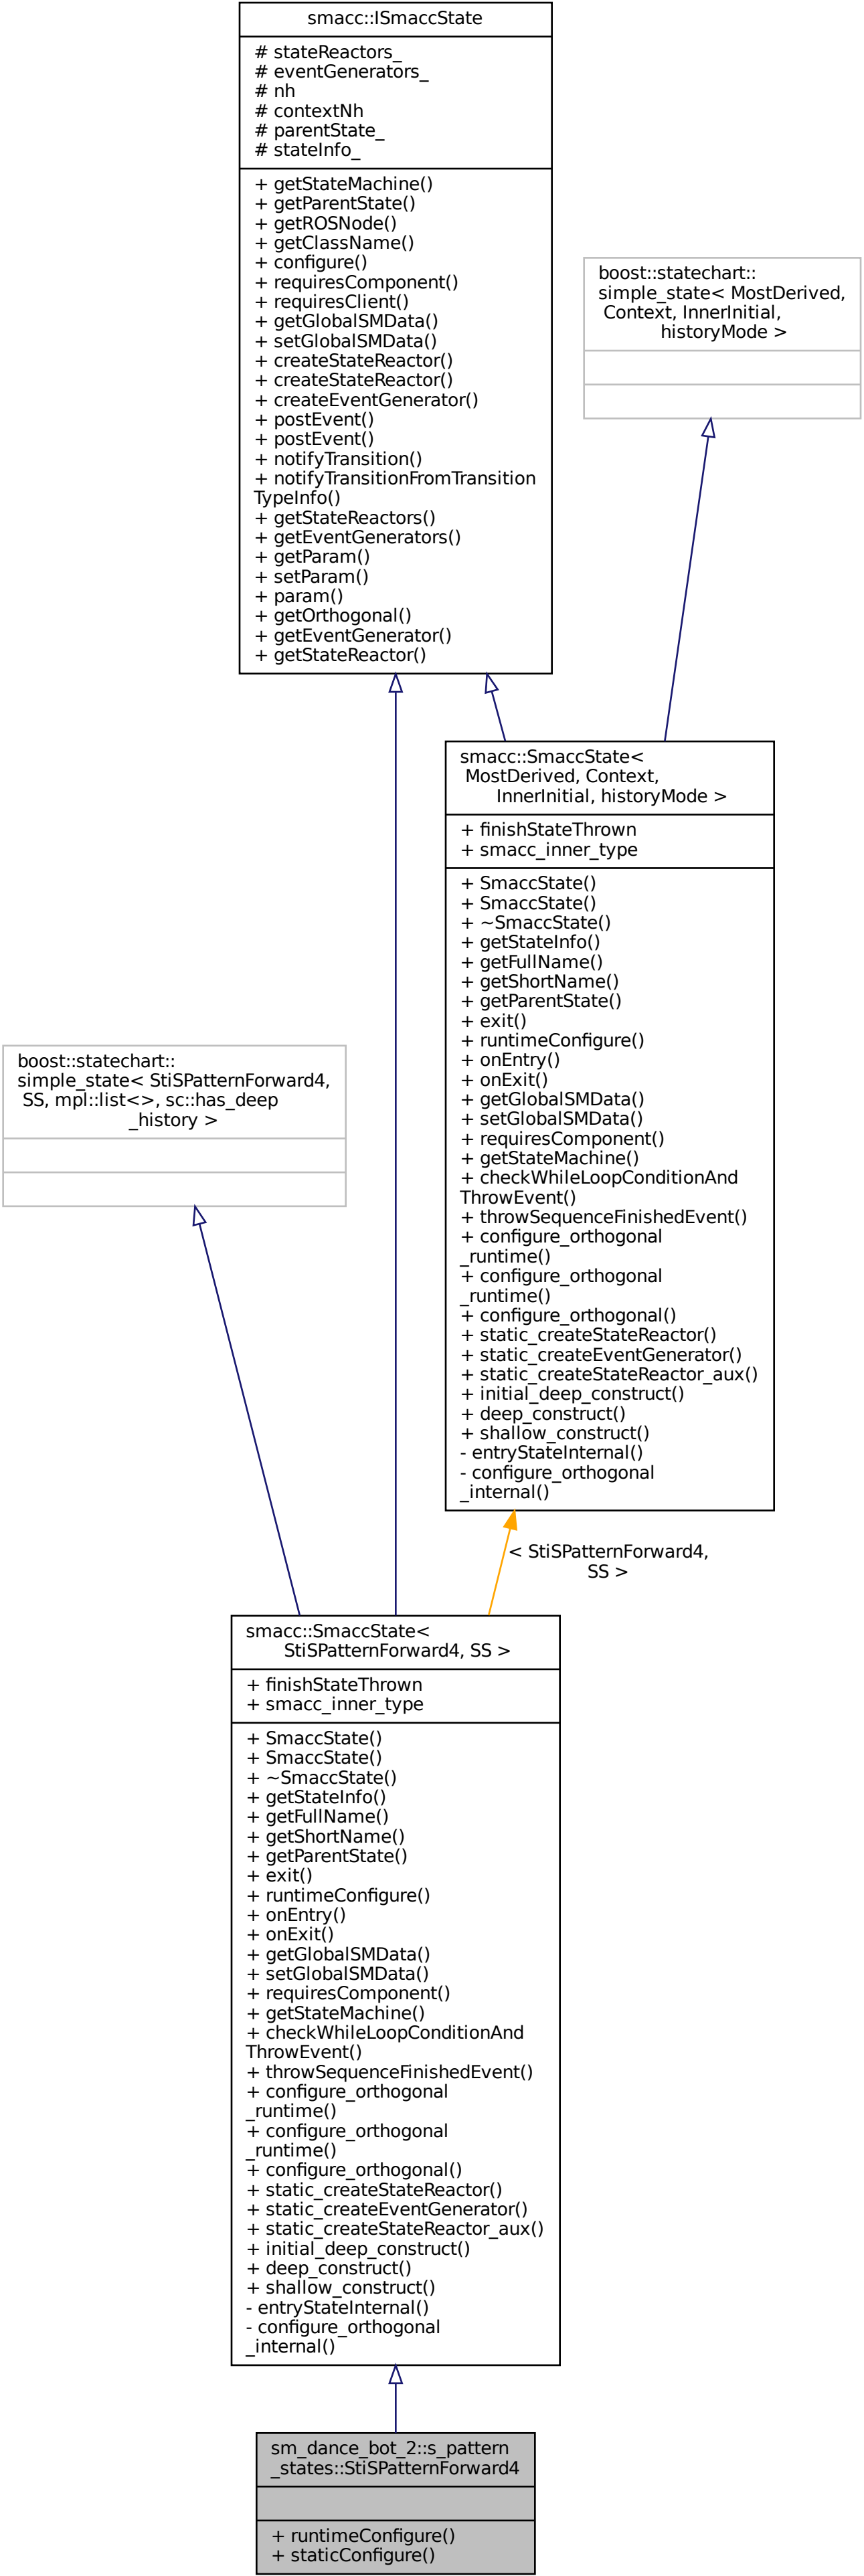 smacc::ISmaccState
# stateReactors_
# eventGenerators_
# nh
# contextNh
# parentState_
# stateInfo_
+ getStateMachine()
+ getParentState()
+ getROSNode()
+ getClassName()
+ configure()
+ requiresComponent()
+ requiresClient()
+ getGlobalSMData()
+ setGlobalSMData()
+ createStateReactor()
+ createStateReactor()
+ createEventGenerator()
+ postEvent()
+ postEvent()
+ notifyTransition()
+ notifyTransitionFromTransition
TypeInfo()
+ getStateReactors()
+ getEventGenerators()
+ getParam()
+ setParam()
+ param()
+ getOrthogonal()
+ getEventGenerator()
+ getStateReactor()
boost::statechart::
simple_state< MostDerived,
Context, InnerInitial,
historyMode >
smacc::SmaccState<
MostDerived, Context,
InnerInitial, historyMode >
+ finishStateThrown
+ smacc_inner_type
+ SmaccState()
+ SmaccState()
+ ~SmaccState()
+ getStateInfo()
+ getFullName()
+ getShortName()
+ getParentState()
+ exit()
+ runtimeConfigure()
+ onEntry()
+ onExit()
+ getGlobalSMData()
+ setGlobalSMData()
+ requiresComponent()
+ getStateMachine()
+ checkWhileLoopConditionAnd
ThrowEvent()
+ throwSequenceFinishedEvent()
+ configure_orthogonal
_runtime()
+ configure_orthogonal
_runtime()
+ configure_orthogonal()
+ static_createStateReactor()
+ static_createEventGenerator()
+ static_createStateReactor_aux()
+ initial_deep_construct()
+ deep_construct()
+ shallow_construct()
- entryStateInternal()
- configure_orthogonal
_internal()
boost::statechart::
simple_state< StiSPatternForward4,
SS, mpl::list<>, sc::has_deep
_history >
< StiSPatternForward4,
SS >
smacc::SmaccState<
StiSPatternForward4, SS >
+ finishStateThrown
+ smacc_inner_type
+ SmaccState()
+ SmaccState()
+ ~SmaccState()
+ getStateInfo()
+ getFullName()
+ getShortName()
+ getParentState()
+ exit()
+ runtimeConfigure()
+ onEntry()
+ onExit()
+ getGlobalSMData()
+ setGlobalSMData()
+ requiresComponent()
+ getStateMachine()
+ checkWhileLoopConditionAnd
ThrowEvent()
+ throwSequenceFinishedEvent()
+ configure_orthogonal
_runtime()
+ configure_orthogonal
_runtime()
+ configure_orthogonal()
+ static_createStateReactor()
+ static_createEventGenerator()
+ static_createStateReactor_aux()
+ initial_deep_construct()
+ deep_construct()
+ shallow_construct()
- entryStateInternal()
- configure_orthogonal
_internal()
sm_dance_bot_2::s_pattern
_states::StiSPatternForward4
+ runtimeConfigure()
+ staticConfigure()